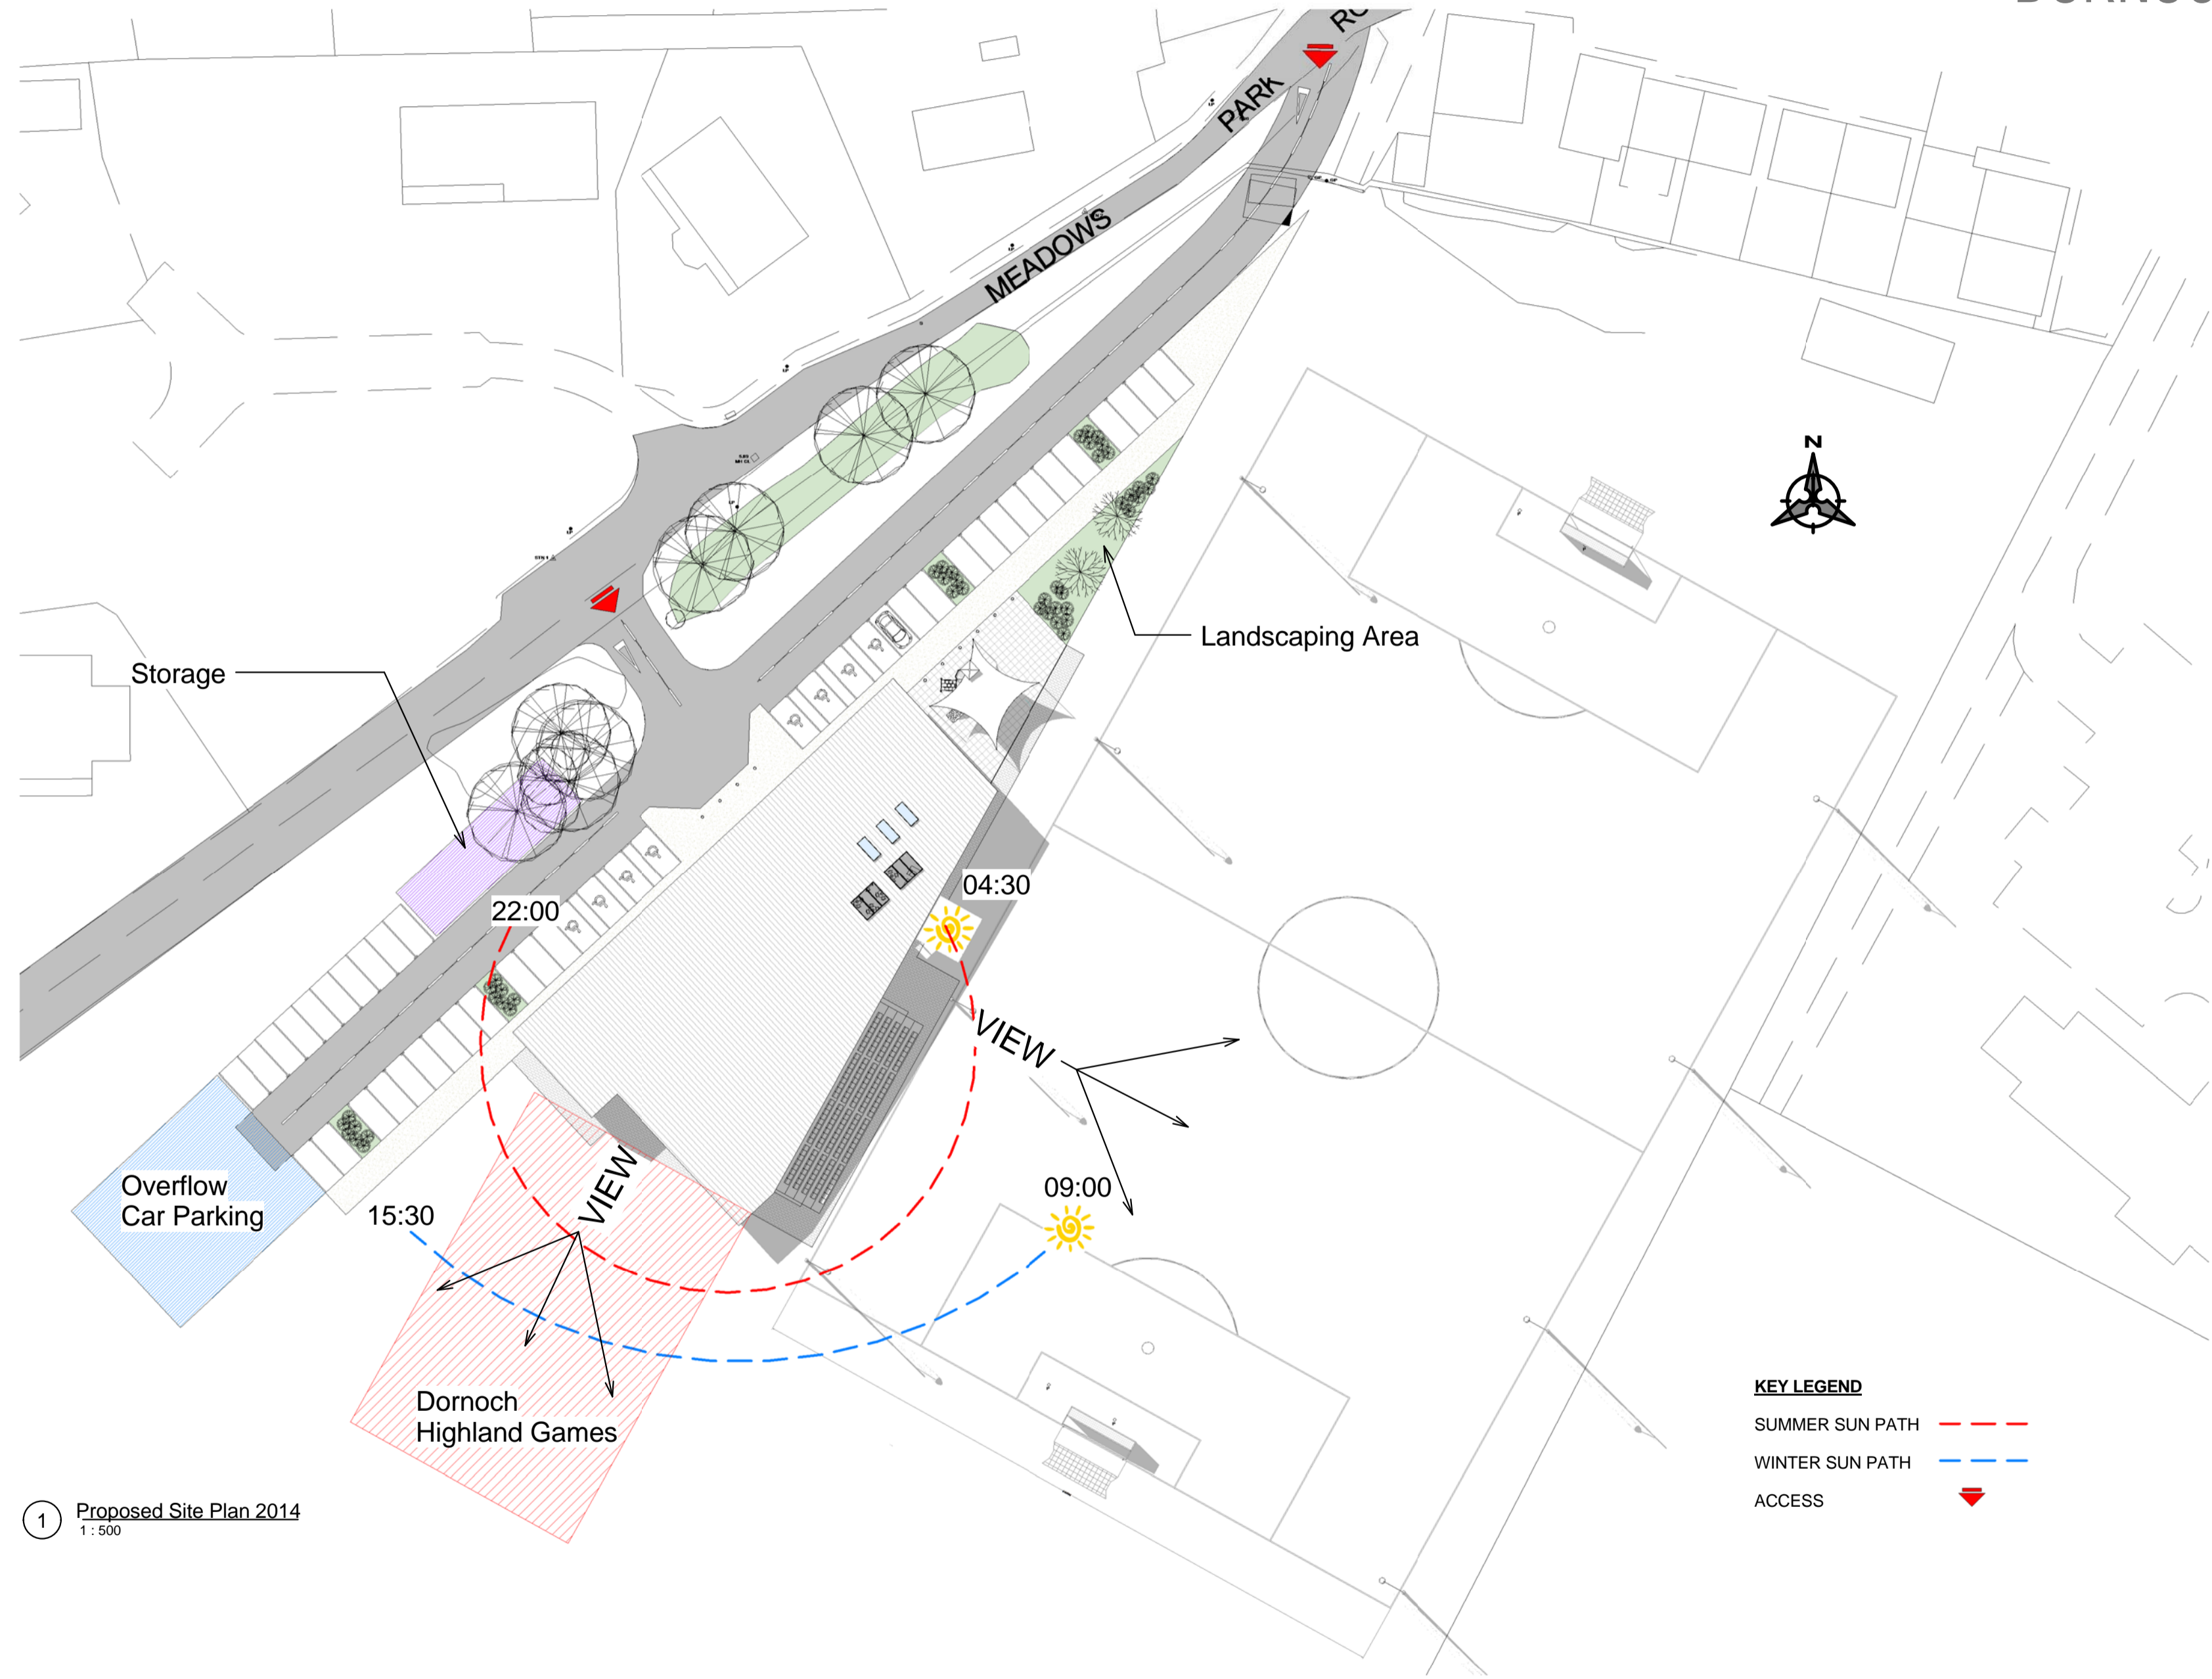 PARK
MEADOWS
N
Storage
Landscaping Area
22:00
04:30
VIEW
Overflow
Car Parking
15:30
VIEW
09:00
Dornoch
Highland Games
KEY LEGEND
SUMMER SUN PATH
WINTER SUN PATH
ACCESS
1
Proposed Site Plan 2014
1 : 500